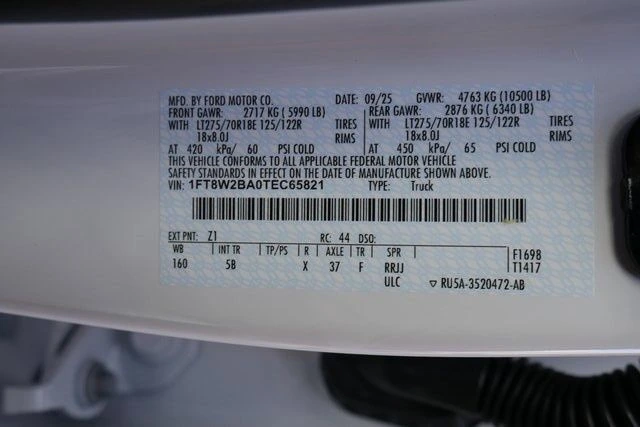 MFD. BY FORD MOTOR CO. DATE: 09/25 GVWR: 4763 KG (10500 LB)
FRONT GAWR: 2717 KG ( 5990 LB) REAR GAWR: 2876 KG ( 6340 LB)
WITH LT275/70R18E 125/122R TIRES WITH LT275/70R18E 125/122R TIRES
18x8.0J RIMS 18x8.0J RIMS
AT 420 kPa/ 60 PSI COLD AT 450 kPa/ 65 PSI COLD
THIS VEHICLE CONFORMS TO ALL APPLICABLE FEDERAL MOTOR VEHICLE
SAFETY STANDARDS IN EFFECT ON THE DATE OF MANUFACTURE SHOWN ABOVE.
VIN: 1FT8W2BA0TEC65821 TYPE: Truck
EXT PNT: Z1 RC: 44 DSO:
WB INT TR TP/PS R AXLE TR SPR F1698
160 5B X 37 F RRJJ T1417
ULC ▽ RU5A-3520472-AB